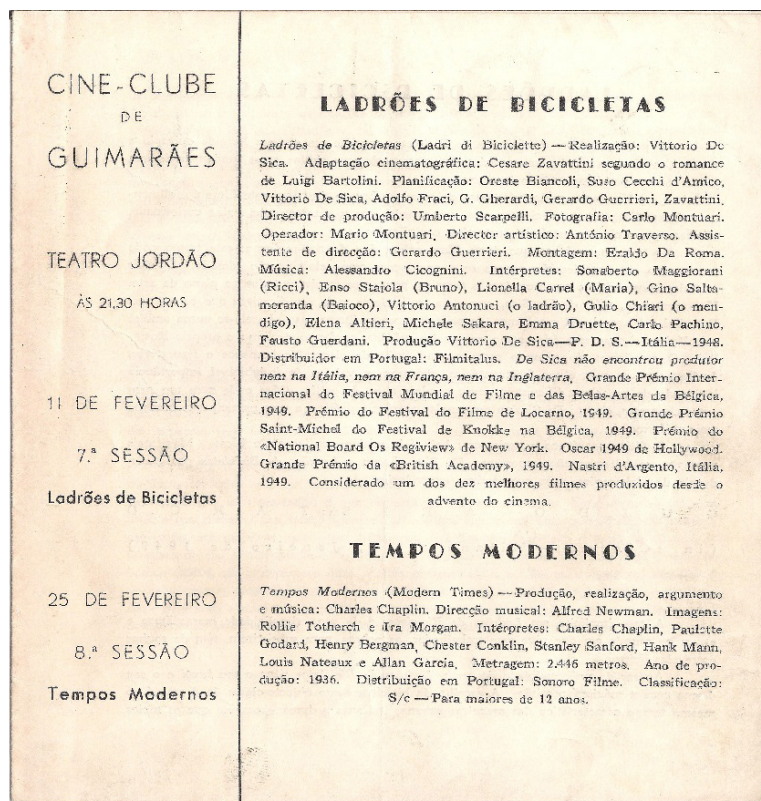 CINE-CLUBE
DE
GUIMARÃES
TEATRO JORDÃO
ÀS 21,30 HORAS
11 DE FEVEREIRO
7.ª SESSÃO
Ladrões de Bicicletas
25 DE FEVEREIRO
8.ª SESSÃO
Tempos Modernos
LADRÕES DE BICICLETAS
Ladrões de Bicicletas (Ladri di Biciclette) — Realização: Vittorio De
Sica. Adaptação cinematográfica: Cesare Zavattini segundo o romance
de Luigi Bartolini. Planificação: Oreste Biancoli, Suso Cecchi d'Amico,
Vittorio De Sica, Adolfo Fraci, G. Gherardi, Gerardo Guerrieri, Zavattini.
Director de produção: Umberto Scarpelli. Fotografia: Carlo Montuari.
Operador: Mario Montuari. Director artístico: António Traverso. Assis-
tente de direcção: Gerardo Guerrieri. Montagem: Eraldo Da Roma.
Música: Alessandro Cicognini. Intérpretes: Sonaberto Maggiorani
(Ricci), Enso Staiola (Bruno), Lionella Carrel (Maria), Gino Salta-
meranda (Baioco), Vittorio Antonuci (o ladrão), Gulio Chiari (o men-
digo), Elena Altieri, Michele Sakara, Emma Druette, Carlo Pachino,
Fausto Guerdani. Produção Vittorio De Sica — P. D. S. — Itália — 1948.
Distribuidor em Portugal: Filmitalus. De Sica não encontrou produtor
nem na Itália, nem na França, nem na Inglaterra. Grande Prémio Inter-
nacional do Festival Mundial de Filme e das Belas-Artes da Bélgica,
1949. Prémio do Festival do Filme de Locarno, 1949. Grande Prémio
Saint-Michel do Festival de Knokke na Bélgica, 1949. Prémio do
«National Board Os Regiview» de New York. Oscar 1949 de Hollywood.
Grande Prémio da «British Academy», 1949. Nastri d'Argento, Itália,
1949. Considerado um dos dez melhores filmes produzidos desde o
advento do cinema.
TEMPOS MODERNOS
Tempos Modernos (Modern Times) — Produção, realização, argumento
e música: Charles Chaplin. Direcção musical: Alfred Newman. Imagens:
Rollie Totherch e Ira Morgan. Intérpretes: Charles Chaplin, Paulette
Godard, Henry Bergman, Chester Conklin, Stanley Sanford, Hank Mann,
Louis Nateaux e Allan Garcia. Metragem: 2.446 metros. Ano de pro-
dução: 1936. Distribuição em Portugal: Sonoro Filme. Classificação:
S/c — Para maiores de 12 anos.